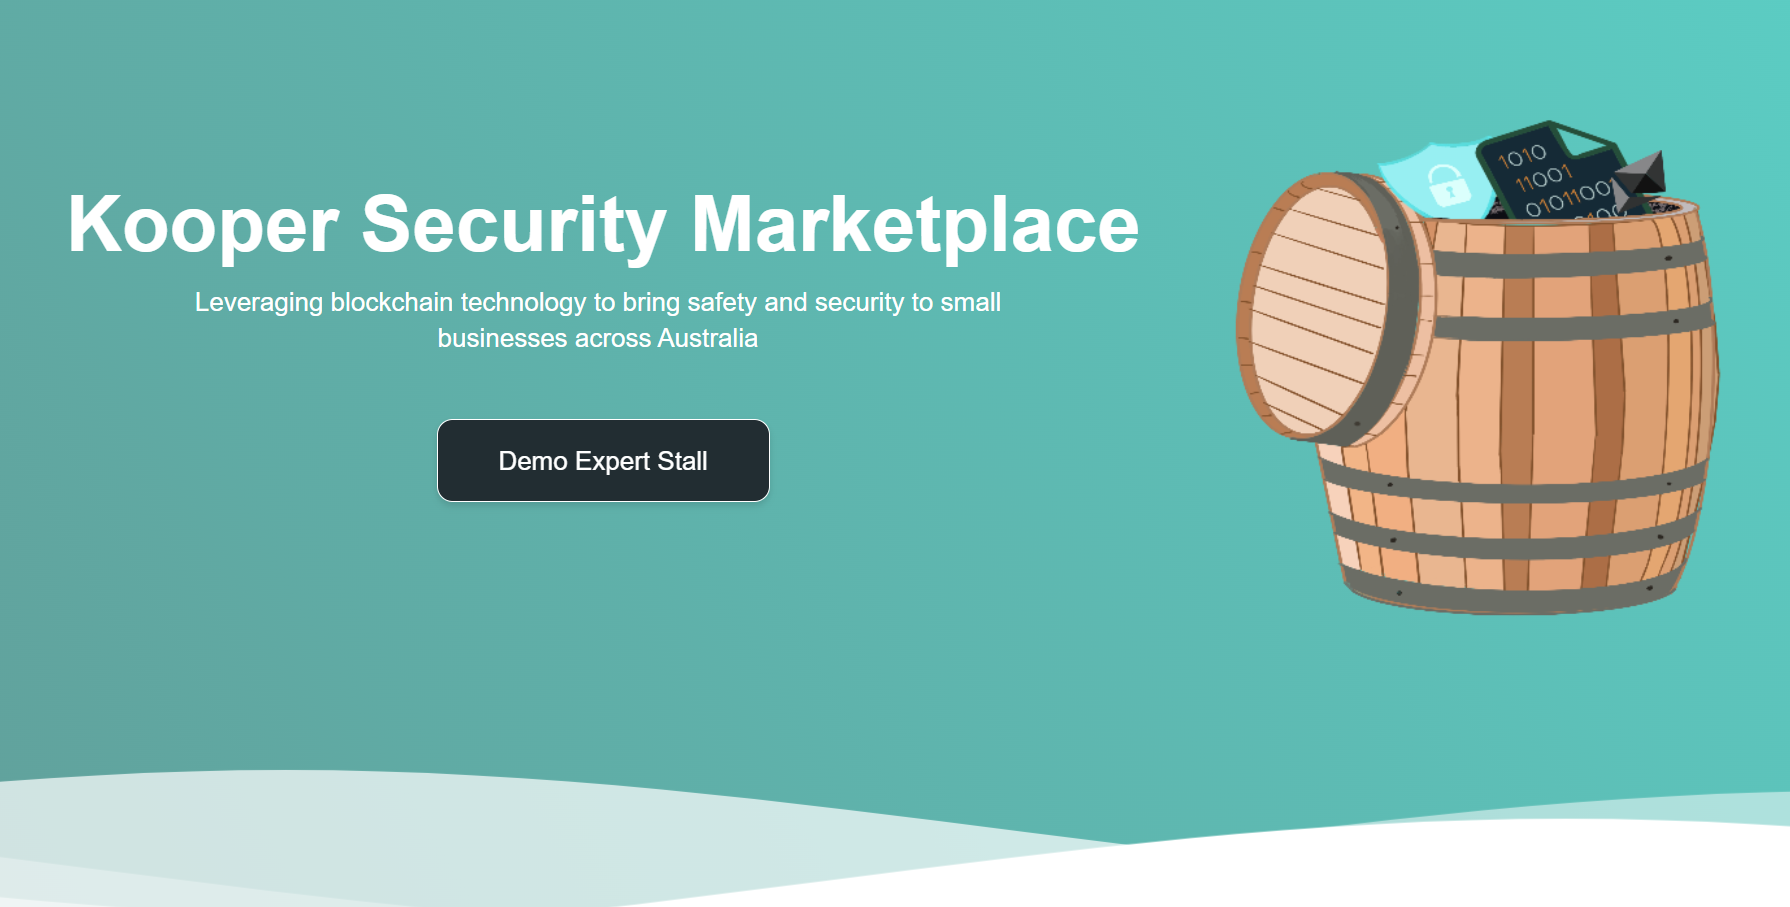 Kooper Security Marketplace
Leveraging blockchain technology to bring safety and security to small
businesses across Australia
Demo Expert Stall
1010
11001
01011001